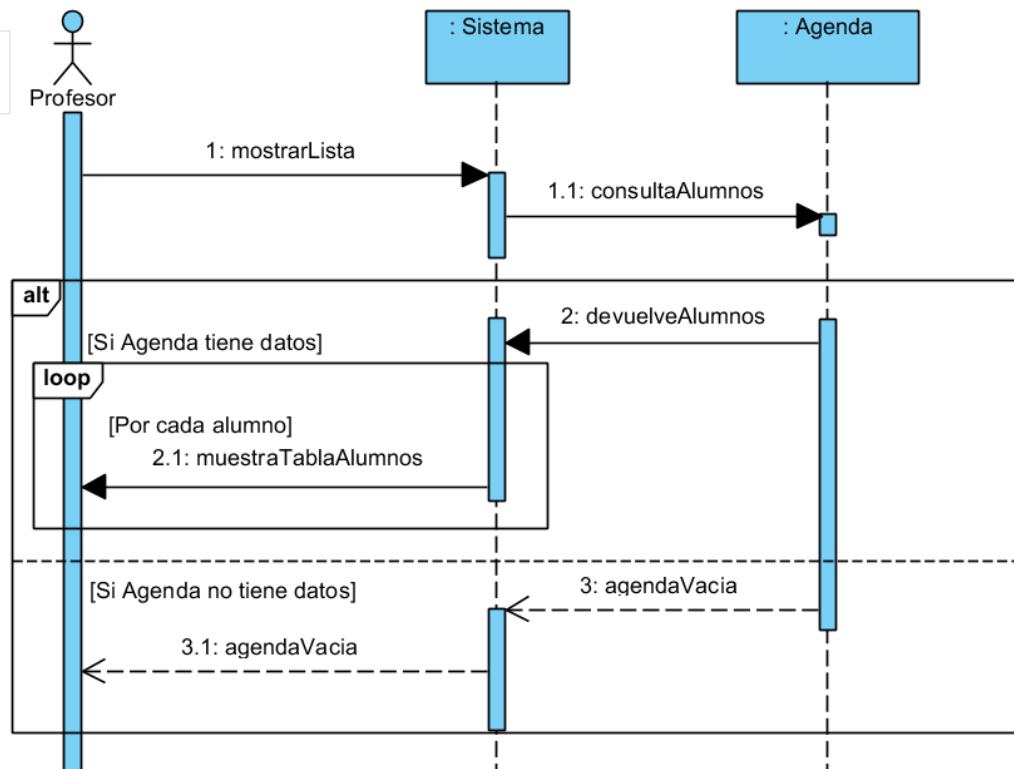 : Sistema
: Agenda
Profesor
1: mostrarLista
1.1: consultaAlumnos
alt
2: devuelveAlumnos
[Si Agenda tiene datos]
loop
[Por cada alumno]
2.1: muestraTablaAlumnos
[Si Agenda no tiene datos]
3: agendaVacia
3.1: agendaVacia